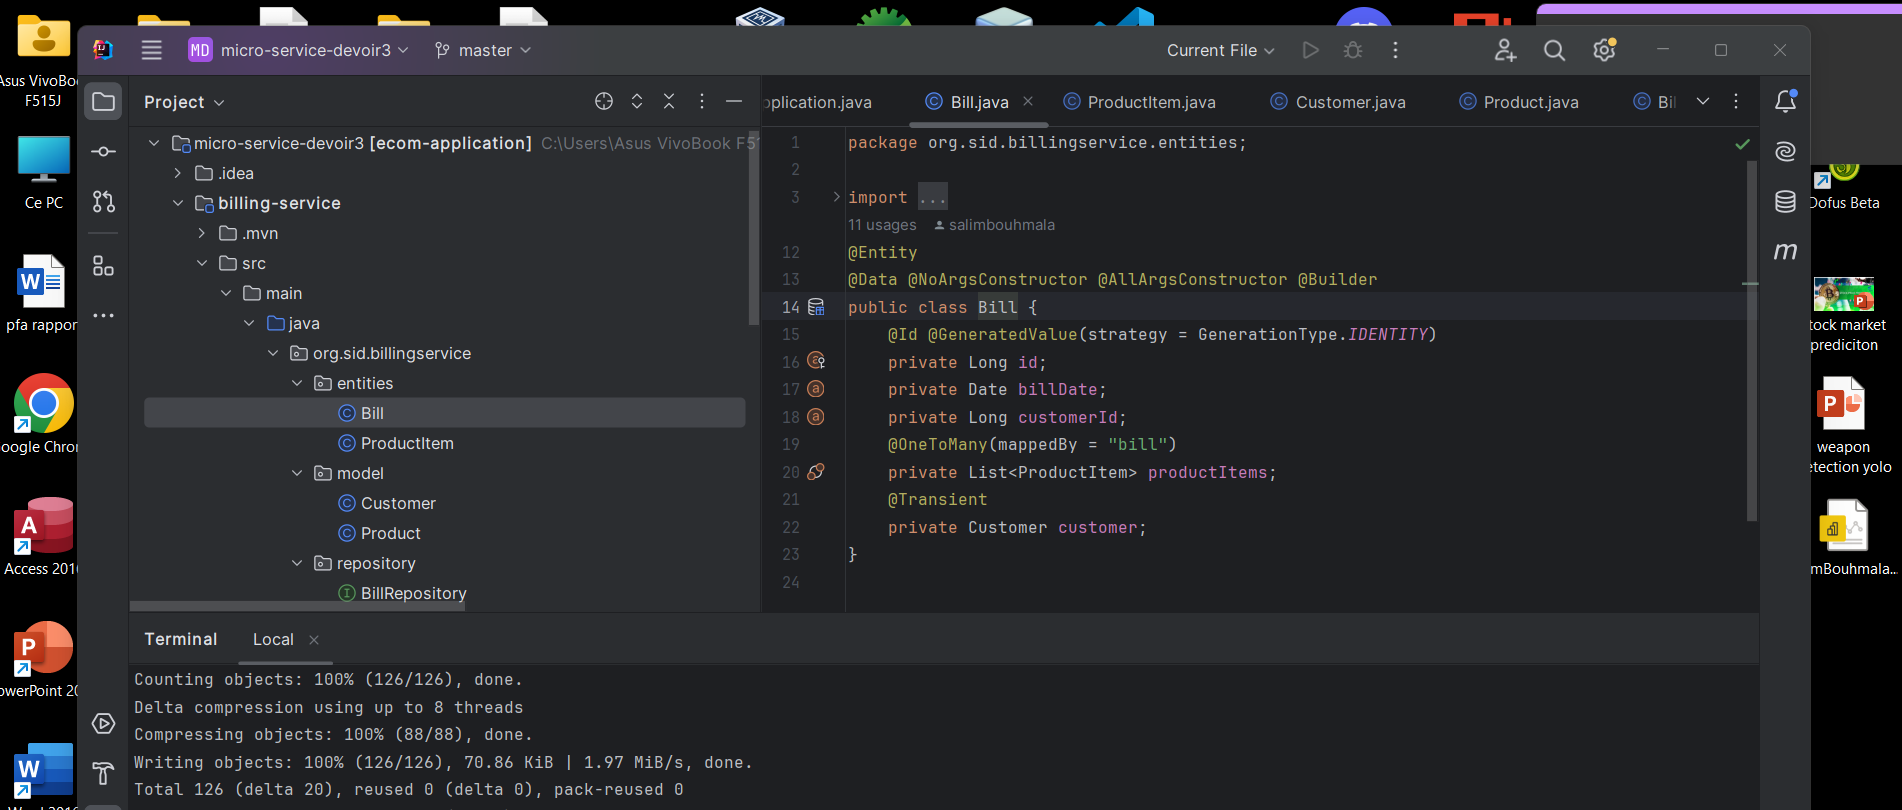 Asus VivoBoo
F515J
Ce PC
pfa rappor
oogle Chron
Access 201
owerPoint 20
MD micro-service-devoir3 master Current File
Project
micro-service-devoir3 [ecom-application] C:\Users\Asus VivoBook F51
.idea
billing-service
.mvn
src
main
java
org.sid.billingservice
entities
Bill
ProductItem
model
Customer
Product
repository
BillRepository
pplication.java Bill.java ProductItem.java Customer.java Product.java Bi
1 package org.sid.billingservice.entities;
2
3 import ...
11 usages salimbouhmala
12 @Entity
13 @Data @NoArgsConstructor @AllArgsConstructor @Builder
14 public class Bill {
15 @Id @GeneratedValue(strategy = GenerationType.IDENTITY)
16 private Long id;
17 private Date billDate;
18 private Long customerId;
19 @OneToMany(mappedBy = "bill")
20 private List<ProductItem> productItems;
21 @Transient
22 private Customer customer;
23 }
24
Terminal Local
Counting objects: 100% (126/126), done.
Delta compression using up to 8 threads
Compressing objects: 100% (88/88), done.
Writing objects: 100% (126/126), 70.86 KiB | 1.97 MiB/s, done.
Total 126 (delta 20), reused 0 (delta 0), pack-reused 0
Dofus Beta
tock market
prediciton
weapon
etection yolo
mBouhmala...